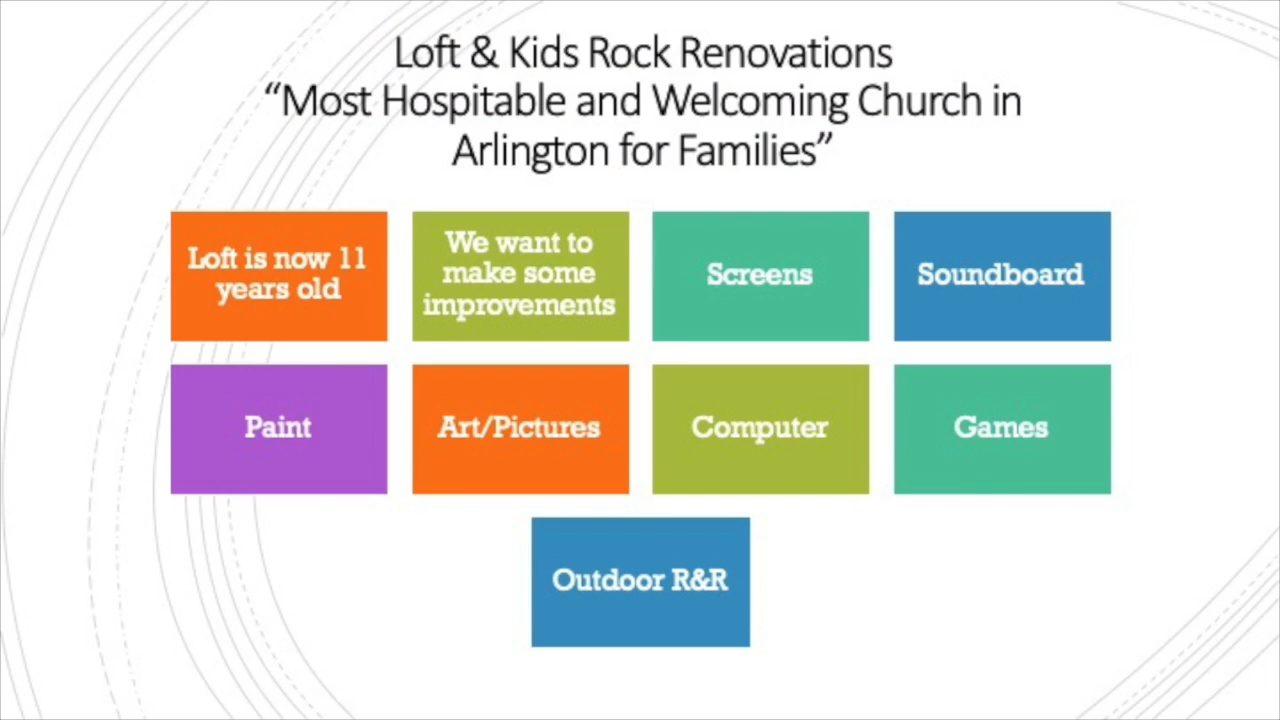 Loft & Kids Rock Renovations
“Most Hospitable and Welcoming Church in
Arlington for Families”
Loft is now 11
years old
We want to
make some
improvements
Screens
Soundboard
Paint
Art/Pictures
Computer
Games
Outdoor R&R